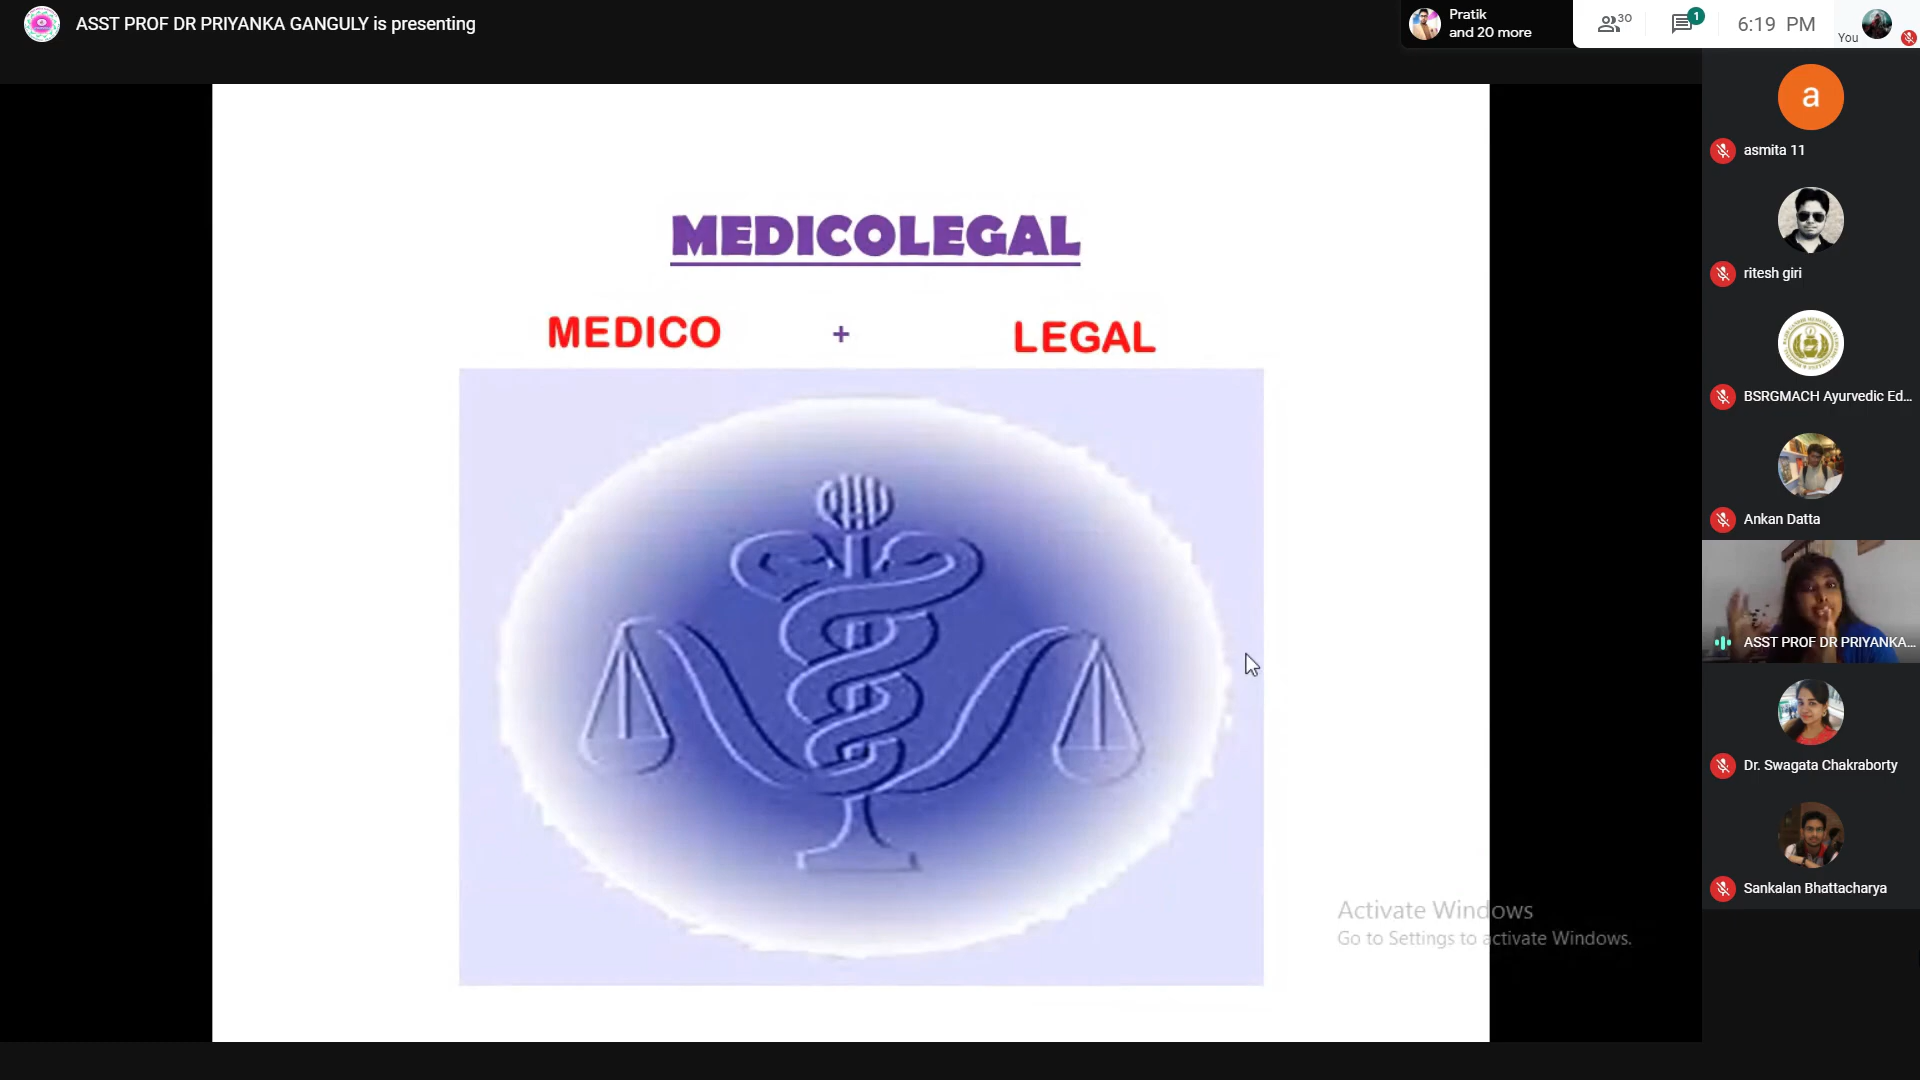 ASST PROF DR PRIYANKA GANGULY is presenting
Pratik
and 20 more
30
1
6:19 PM
You
MEDICOLEGAL
MEDICO + LEGAL
a
asmita 11
ritesh giri
BSRGMACH Ayurvedic Ed...
Ankan Datta
ASST PROF DR PRIYANKA...
Dr. Swagata Chakraborty
Sankalan Bhattacharya
Activate Windows
Go to Settings to activate Windows.